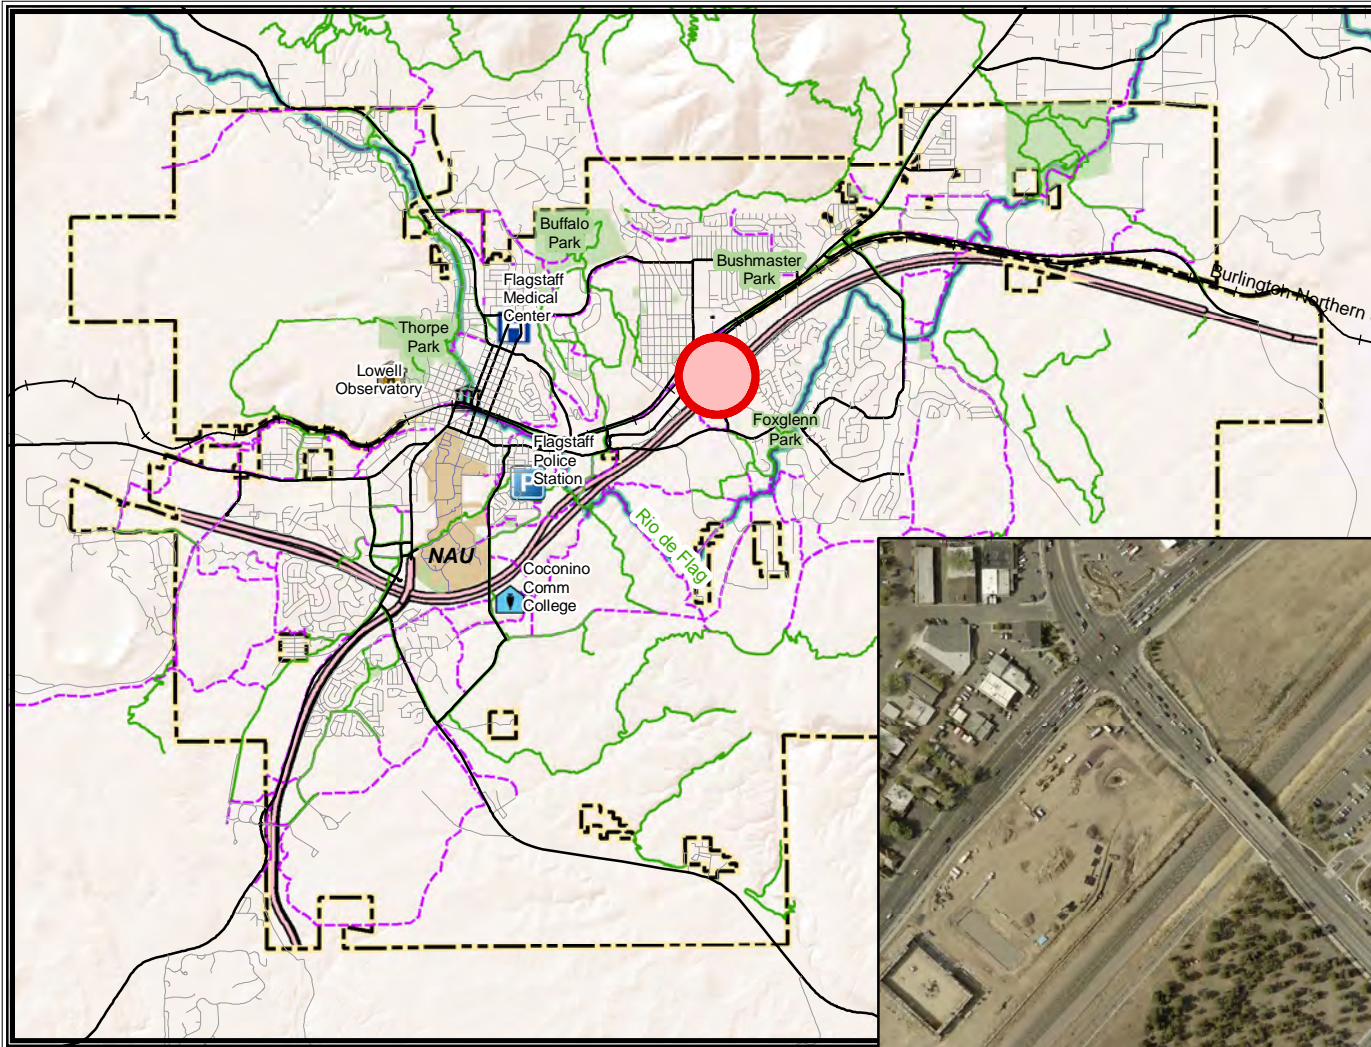 Buffalo
Park
Bushmaster
Park
Burlington Northern
Flagstaff
Medical
Center
Thorpe
Park
Lowell
Observatory
Foxglenn
Park
Flagstaff
Police
Station
P
Rio de Flag
NAU
Coconino
Comm
College